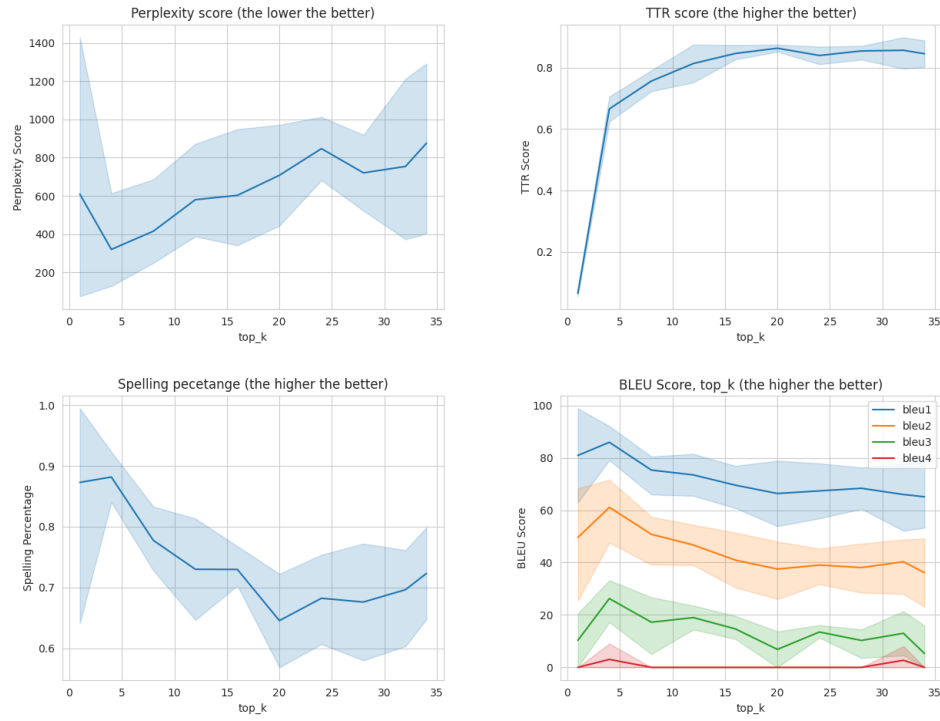 Perplexity score (the lower the better)
1400
1200
1000
800
600
400
200
Perplexity Score
0 5 10 15 20 25 30 35
top_k
TTR score (the higher the better)
0.8
0.6
0.4
0.2
TTR Score
0 5 10 15 20 25 30 35
top_k
Spelling pecetange (the higher the better)
1.0
0.9
0.8
0.7
0.6
Spelling Percentage
0 5 10 15 20 25 30 35
top_k
BLEU Score, top_k (the higher the better)
100
80
60
40
20
0
BLEU Score
bleu1
bleu2
bleu3
bleu4
0 5 10 15 20 25 30 35
top_k